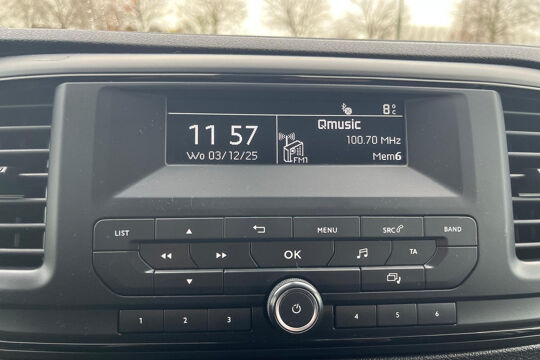 8°C
Qmusic
11 57
100.70 MHz
Wo 03/12/25
FM1
Mem6
LIST
MENU
SRC
BAND
OK
TA
1 2 3 4 5 6